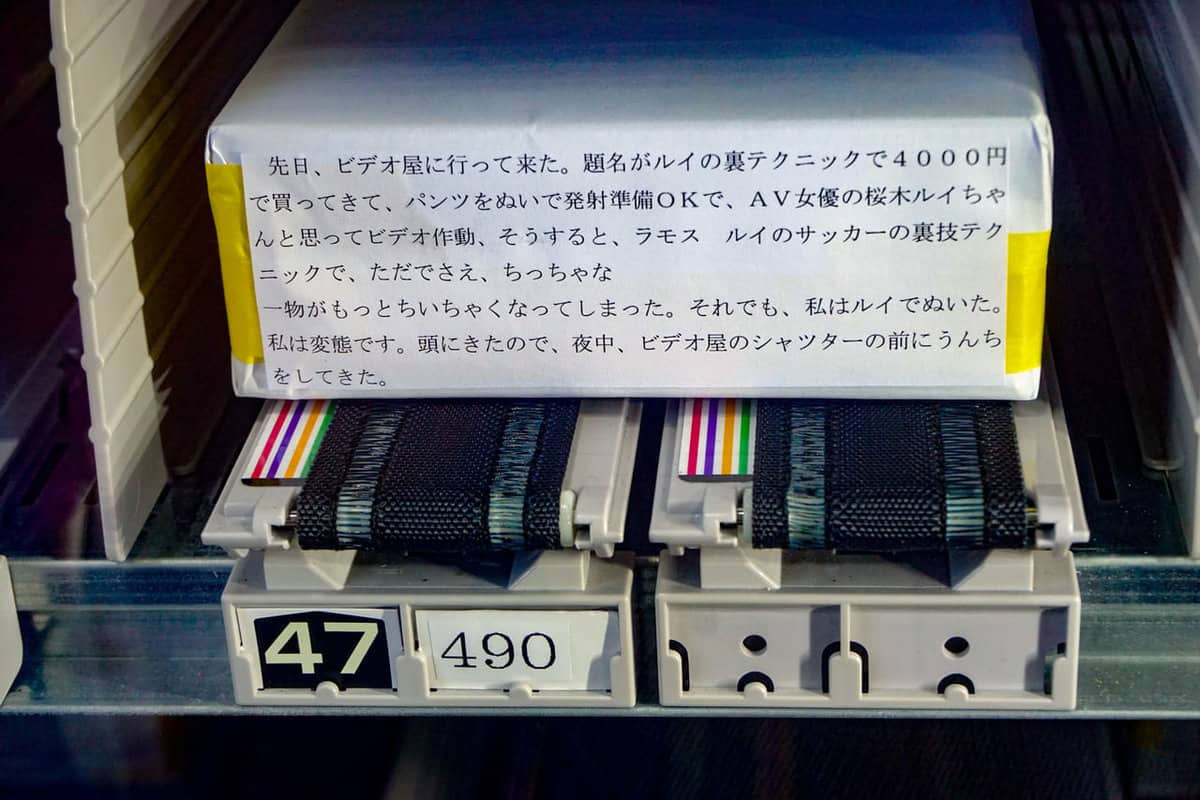 先日、ビデオ屋に行って来た。題名がルイの裏テクニックで４０００円
で買ってきて、パンツをぬいで発射準備ＯＫで、ＡＶ女優の桜木ルイちゃ
んと思ってビデオ作動、そうすると、ラモス　ルイのサッカーの裏技テク
ニックで、ただでさえ、ちっちゃな
一物がもっとちいちゃくなってしまった。それでも、私はルイでぬいた。
私は変態です。頭にきたので、夜中、ビデオ屋のシャツターの前にうんち
をしてきた。
47 490